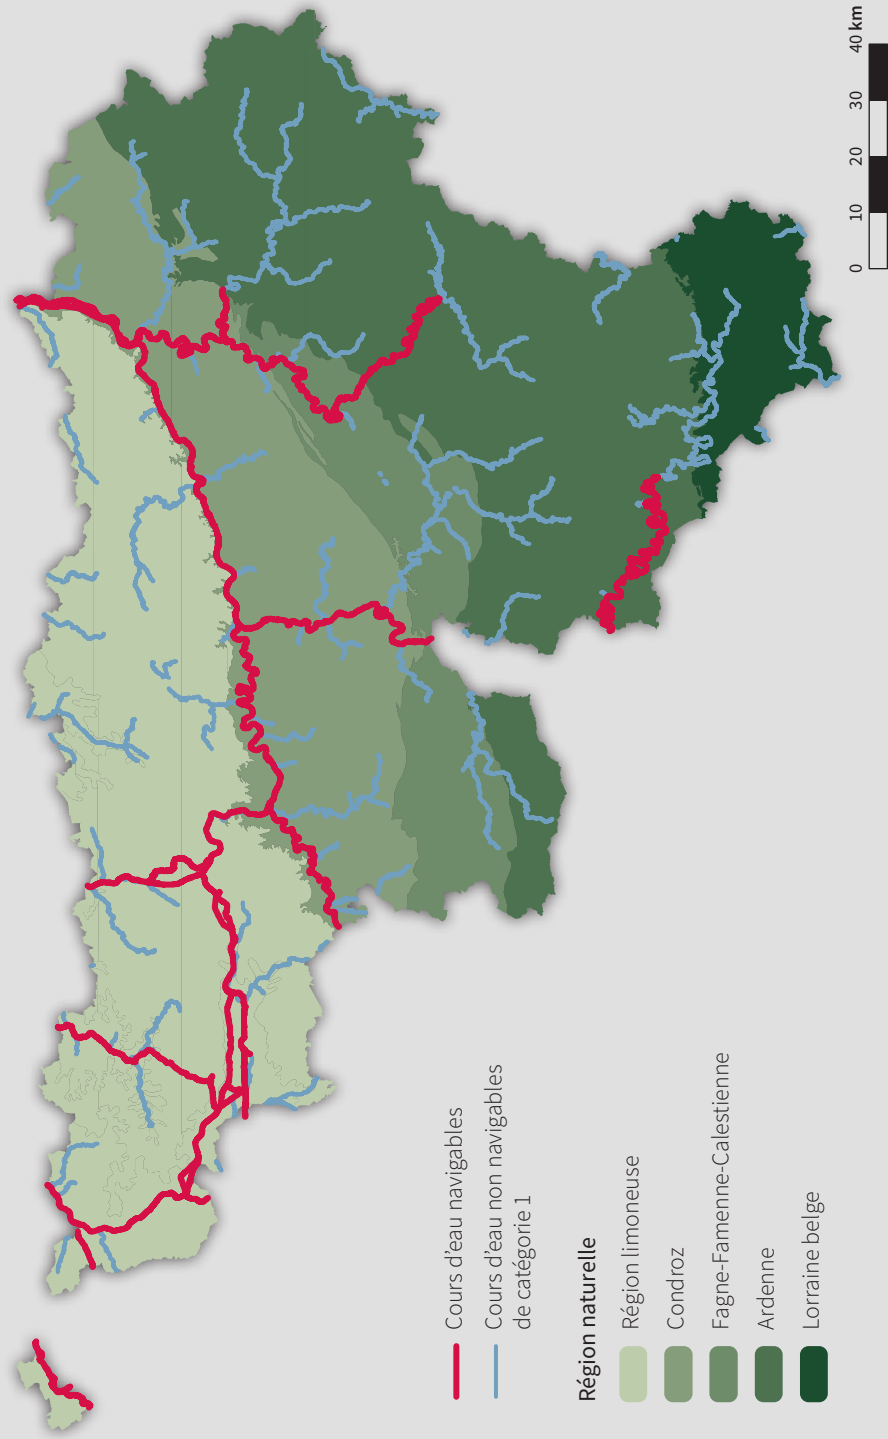 Cours d'eau navigables
Cours d'eau non navigables
de catégorie 1
Région naturelle
Région limoneuse
Condroz
Fagne-Famenne-Calestienne
Ardenne
Lorraine belge
0 10 20 30 40 km